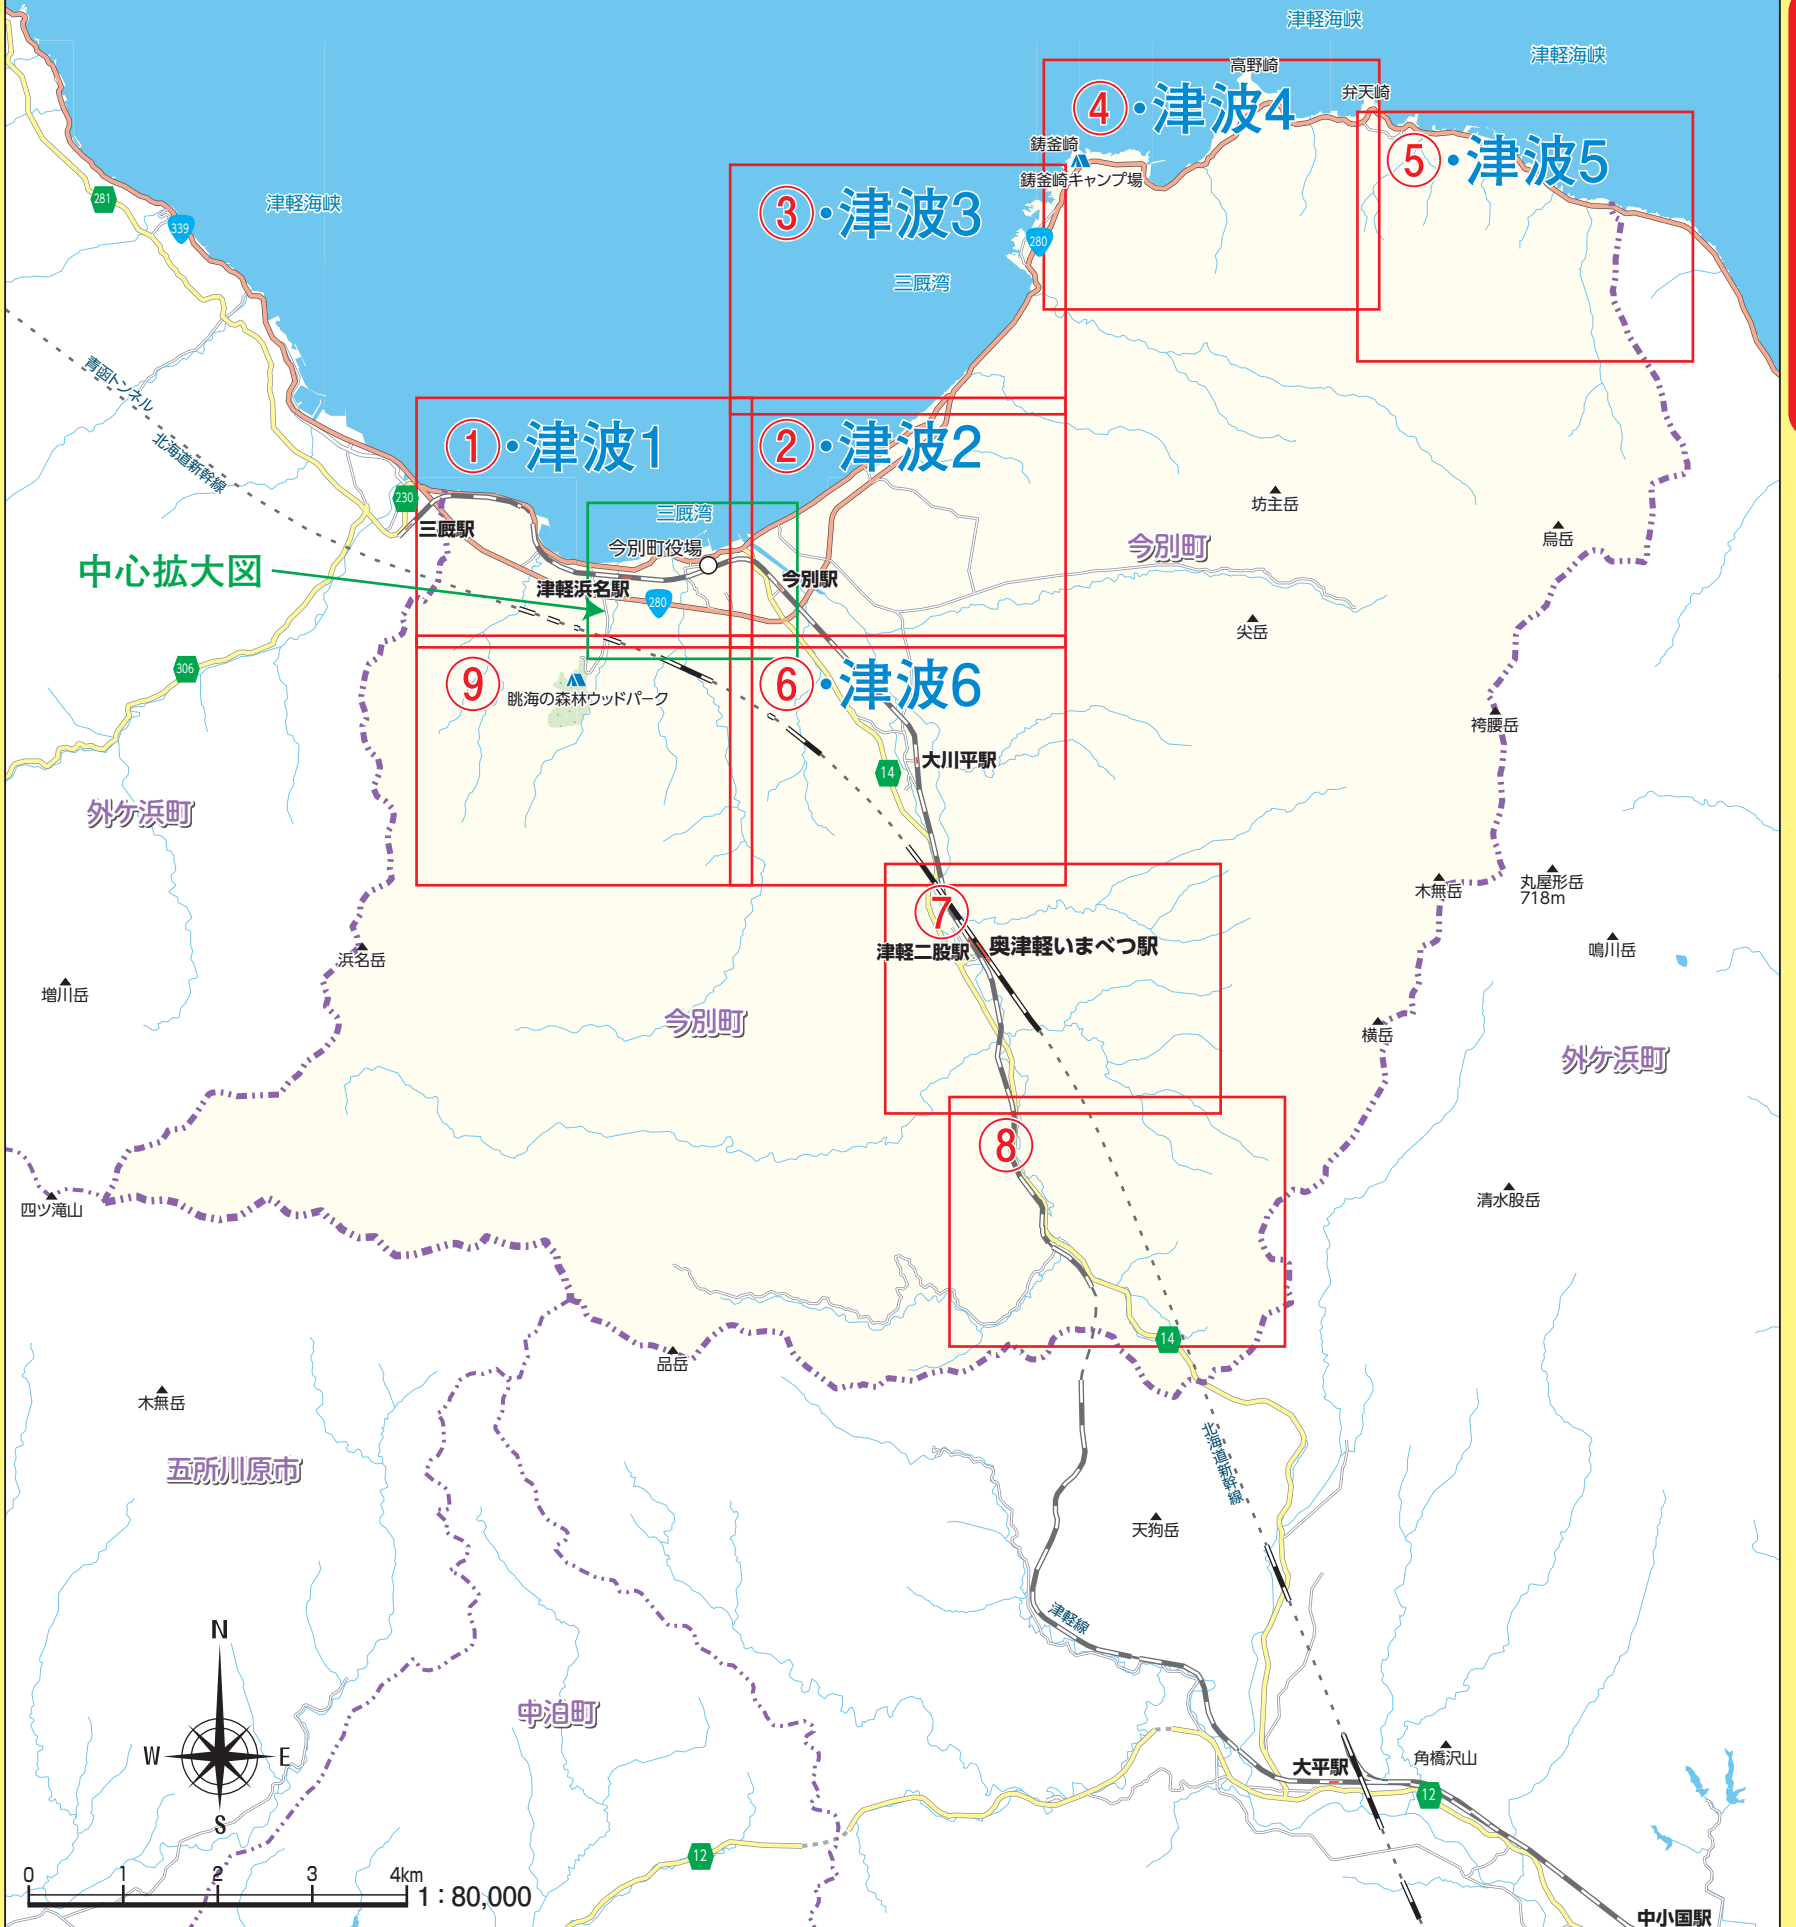 津軽海峡
津軽海峡
高野崎
弁天崎
④・津波4
鋳釜崎
⑤・津波5
鋳釜崎キャンプ場
281
津軽海峡
③・津波3
339
280
三厩湾
青函トンネル
北海道新幹線
①・津波1
②・津波2
230
三厩駅
三厩湾
坊主岳
烏岳
今別町役場
今別町
中心拡大図
津軽浜名駅
今別駅
280
尖岳
306
⑨
⑥・津波6
眺海の森林ウッドパーク
袴腰岳
大川平駅
14
外ケ浜町
木無岳
丸屋形岳
718m
⑦
津軽二股駅
奥津軽いまべつ駅
鳴川岳
浜名岳
増川岳
今別町
横岳
外ケ浜町
⑧
四ツ滝山
清水股岳
14
品岳
木無岳
北海道新幹線
五所川原市
天狗岳
津軽線
N
W
E
S
中泊町
大平駅
角橋沢山
12
12
0 1 2 3 4km
1：80,000
中小国駅